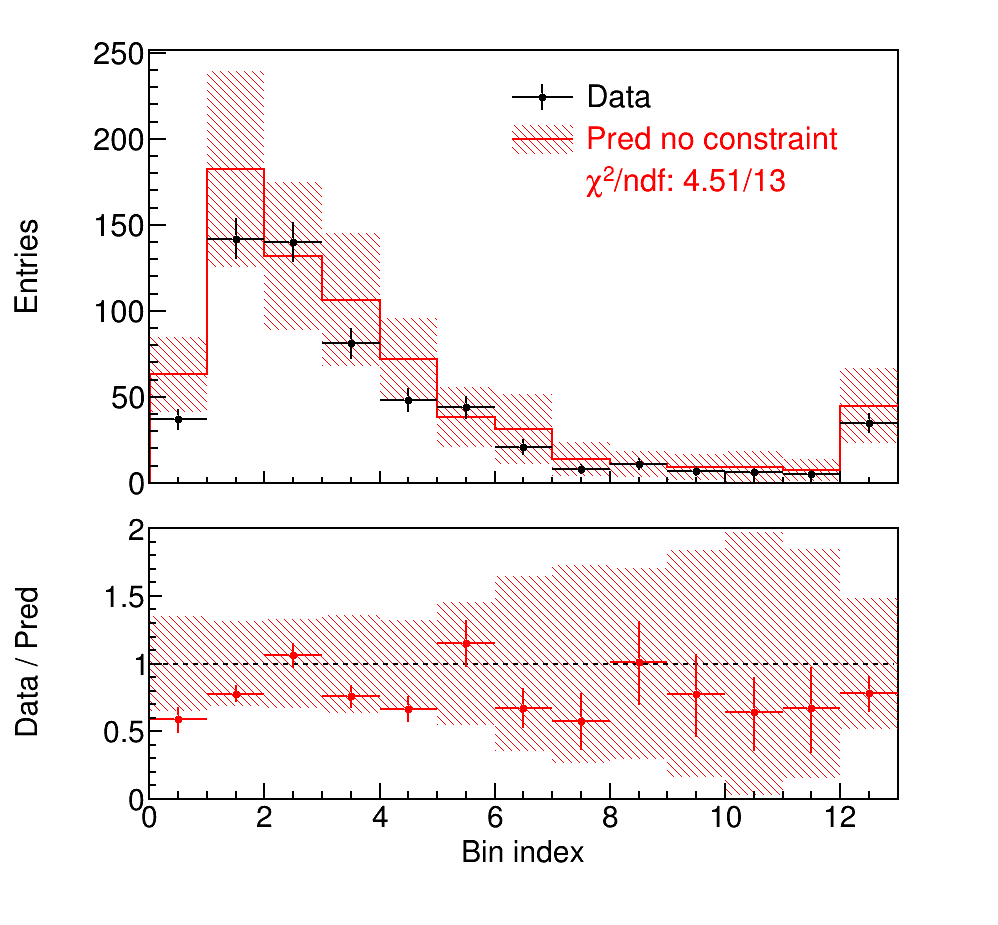 250
200
150
100
50
0
Entries
Data
Pred no constraint
χ²/ndf: 4.51/13
2
1.5
1
0.5
0
Data / Pred
0 2 4 6 8 10 12
Bin index